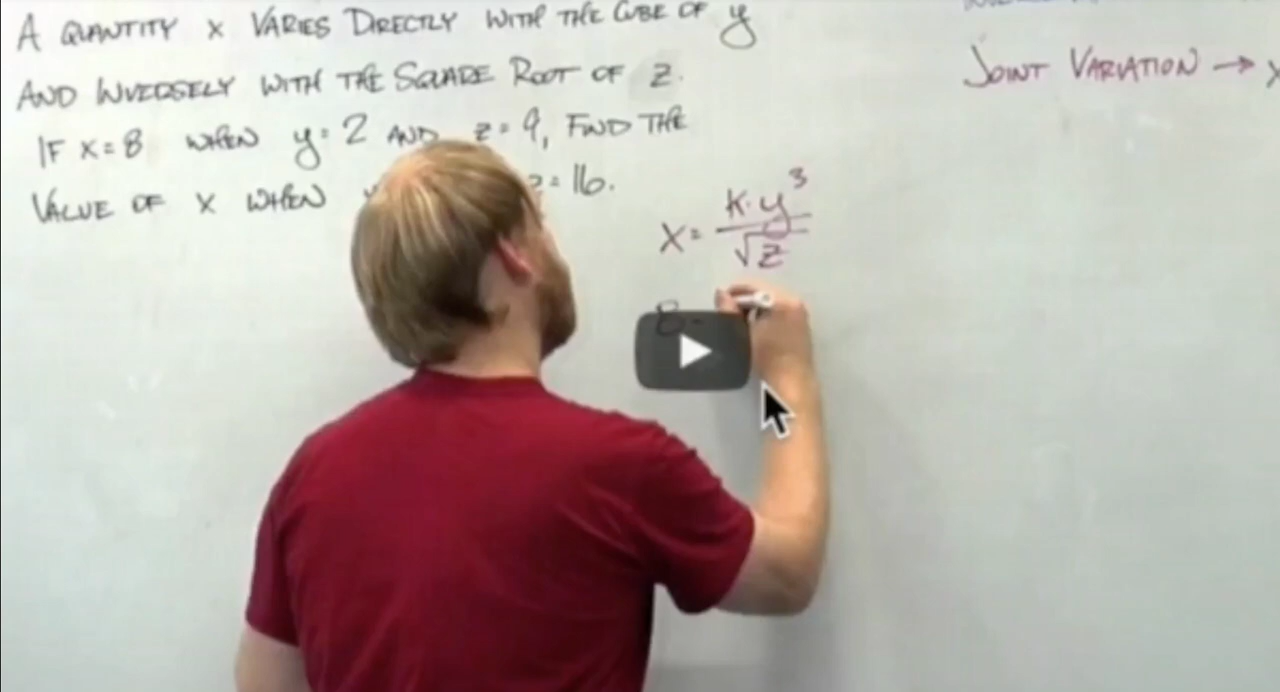 A QUANTITY X VARIES DIRECTLY WITH THE CUBE OF y
AND INVERSELY WITH THE SQUARE ROOT OF Z.
IF X=8 WHEN y=2 AND z=9, FIND THE
VALUE OF X WHEN z=16.
X= K·y³
√z
8=
JOINT VARIATION → X